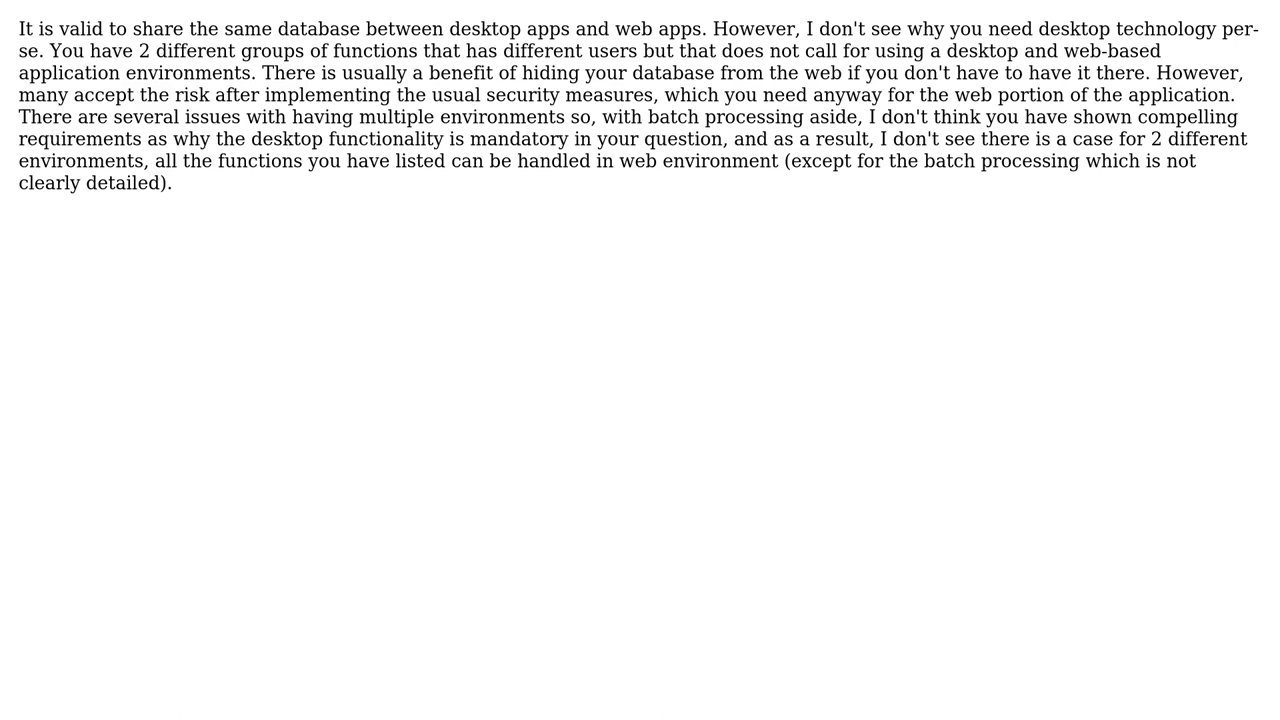 It is valid to share the same database between desktop apps and web apps. However, I don't see why you need desktop technology per-
se. You have 2 different groups of functions that has different users but that does not call for using a desktop and web-based
application environments. There is usually a benefit of hiding your database from the web if you don't have to have it there. However,
many accept the risk after implementing the usual security measures, which you need anyway for the web portion of the application.
There are several issues with having multiple environments so, with batch processing aside, I don't think you have shown compelling
requirements as why the desktop functionality is mandatory in your question, and as a result, I don't see there is a case for 2 different
environments, all the functions you have listed can be handled in web environment (except for the batch processing which is not
clearly detailed).